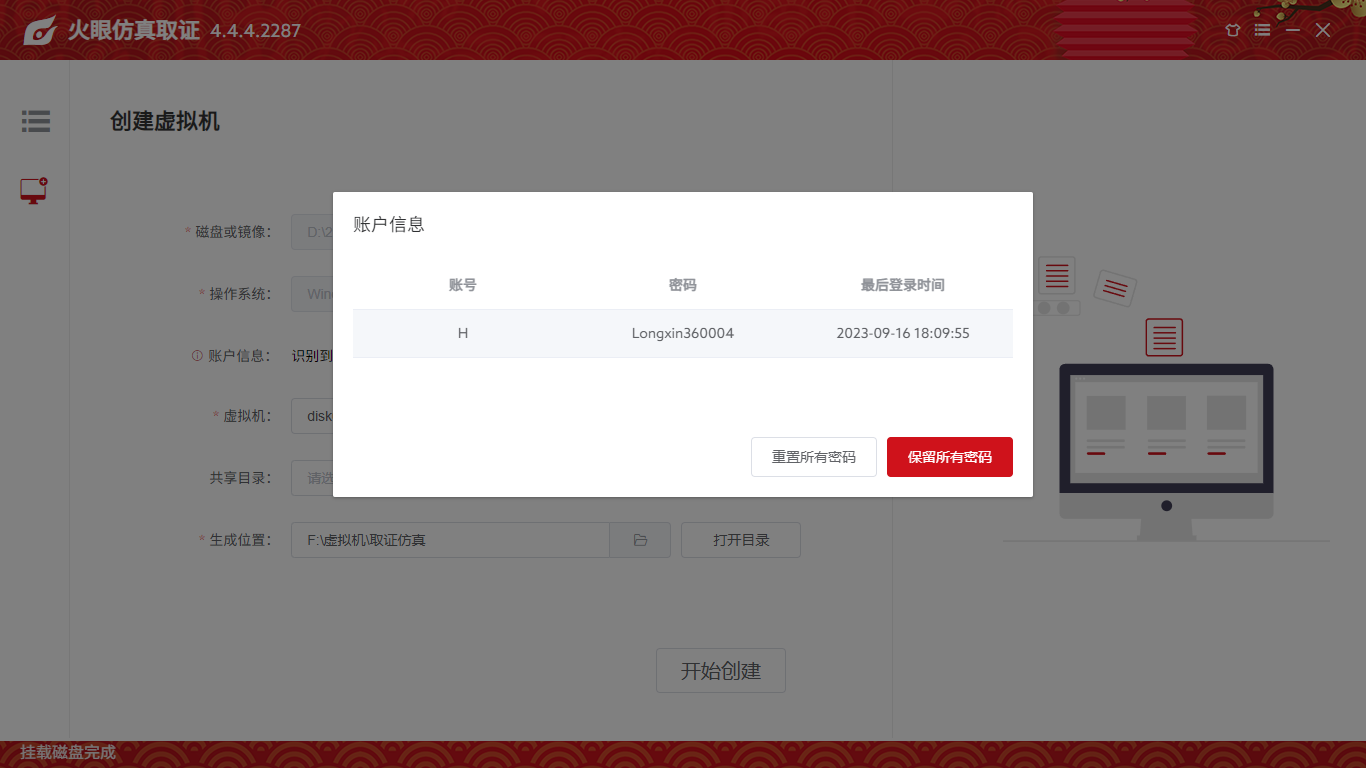 火眼仿真取证 4.4.4.2287
创建虚拟机
* 磁盘或镜像： D:\2
* 操作系统： Wind
账户信息： 识别到
* 虚拟机： disk
共享目录： 请选
* 生成位置： F:\虚拟机\取证仿真 打开目录
开始创建
账户信息
账号 密码 最后登录时间
H Longxin360004 2023-09-16 18:09:55
重置所有密码 保留所有密码
挂载磁盘完成